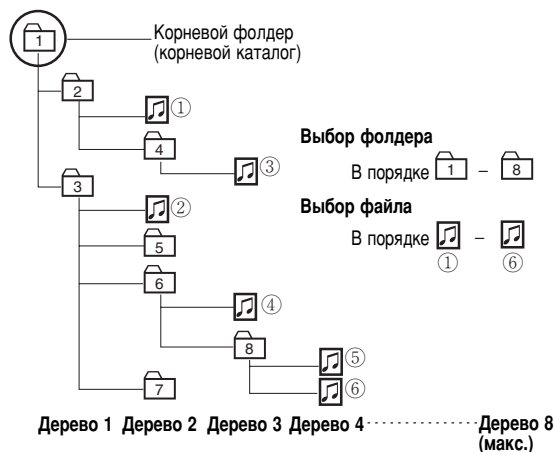 1
Корневой фолдер
(корневой каталог)
2
①
4
③
3
②
5
6
④
8
⑤
⑥
7
Выбор фолдера
В порядке 1 – 8
Выбор файла
В порядке –
① ⑥
Дерево 1 Дерево 2 Дерево 3 Дерево 4 Дерево 8
(макс.)